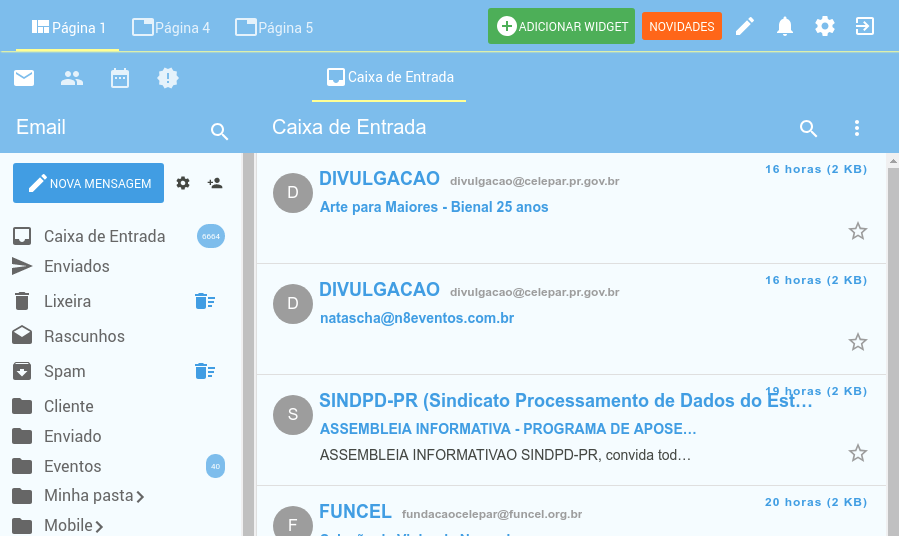 Página 1
Página 4
Página 5
ADICIONAR WIDGET
NOVIDADES
Caixa de Entrada
Email
Caixa de Entrada
NOVA MENSAGEM
Caixa de Entrada
6664
Enviados
Lixeira
Rascunhos
Spam
Cliente
Enviado
Eventos
40
Minha pasta
Mobile
D
DIVULGACAO
divulgacao@celepar.pr.gov.br
16 horas (2 KB)
Arte para Maiores - Bienal 25 anos
D
DIVULGACAO
divulgacao@celepar.pr.gov.br
16 horas (2 KB)
natascha@n8eventos.com.br
S
SINDPD-PR (Sindicato Processamento de Dados do Est...
19 horas (2 KB)
ASSEMBLEIA INFORMATIVA - PROGRAMA DE APOSE...
ASSEMBLEIA INFORMATIVAO SINDPD-PR, convida tod...
F
FUNCEL
fundacaocelepar@funcel.org.br
20 horas (2 KB)